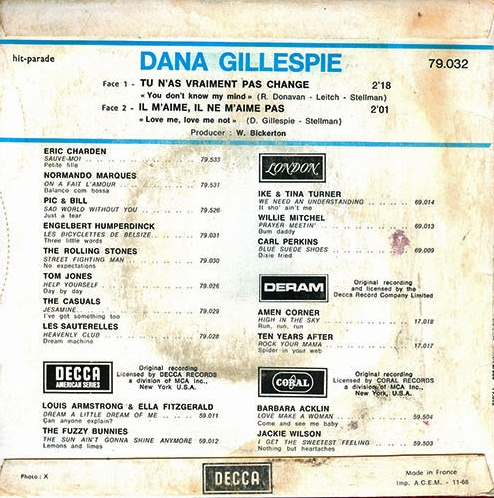 hit-parade
DANA GILLESPIE
79.032
Face 1 - TU N'AS VRAIMENT PAS CHANGE 2'18
« You don't know my mind » (R. Donavan - Leitch - Stellman)
Face 2 - IL M'AIME, IL NE M'AIME PAS 2'01
« Love me, love me not » (D. Gillespie - Stellman)
Producer : W. Bickerton
ERIC CHARDEN
SAUVE-MOI .. 79.533
Petite fille
NORMANDO MARQUES
ON A FAIT L'AMOUR .. 79.531
Balanco com bossa
PIC & BILL
SAD WORLD WITHOUT YOU .. 79.526
Just a tear
ENGELBERT HUMPERDINCK
LES BICYCLETTES DE BELSIZE. 79.031
Three little words
THE ROLLING STONES
STREET FIGHTING MAN .. 79.030
No expectations
TOM JONES
HELP YOURSELF .. 79.026
Day by day
THE CASUALS
JESAMINE .. 79.029
I've got something too
LES SAUTERELLES
HEAVENLY CLUB .. 79.028
Dream machine
DECCA
AMERICAN SERIES
Original recording
Licensed by DECCA RECORDS
a division of MCA Inc.,
New York, U.S.A.
LOUIS ARMSTRONG & ELLA FITZGERALD
DREAM A LITTLE DREAM OF ME .. 59.011
Can anyone explain?
THE FUZZY BUNNIES
THE SUN AIN'T GONNA SHINE ANYMORE 59.012
Lemons and limes
LONDON
IKE & TINA TURNER
WE NEED AN UNDERSTANDING .. 69.014
It sho' ain't me
WILLIE MITCHEL
PRAYER MEETIN' .. 69.013
Bum daddy
CARL PERKINS
BLUE SUEDE SHOES .. 69.009
Dixie fried
DERAM
Original recording
and licensed by the
Decca Record Company Limited
AMEN CORNER
HIGH IN THE SKY .. 17.018
Run, run, run
TEN YEARS AFTER
ROCK YOUR MAMA .. 17.017
Spider in your web
CORAL
Original recording
Licensed by CORAL RECORDS
a division of MCA Inc.,
New York, U.S.A.
BARBARA ACKLIN
LOVE MAKE A WOMAN .. 59.504
Come and see me baby
JACKIE WILSON
I GET THE SWEETEST FEELING .. 59.503
Nothing but heartaches
Photo : X
DECCA
Made in France
Imp. A.C.E.M. - 11-68